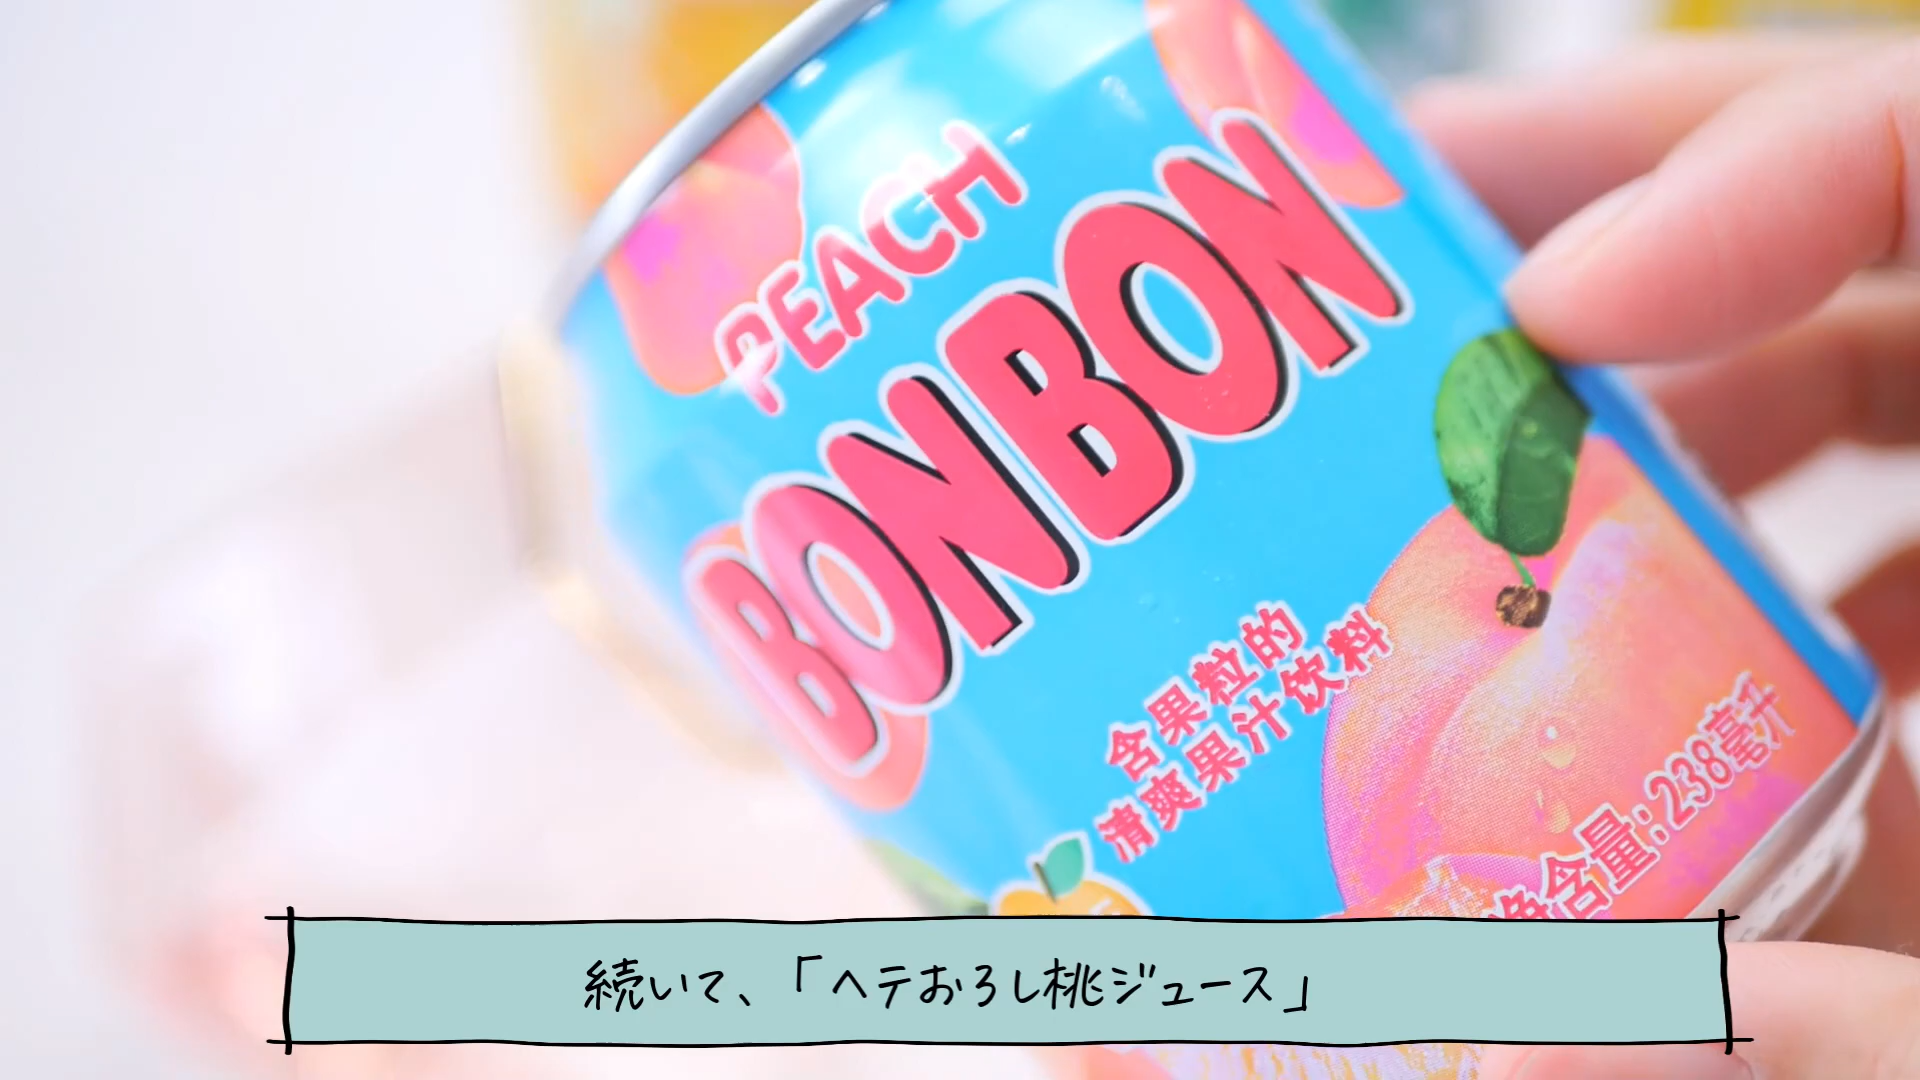 PEACH
BONBON
含果粒的
清爽果汁饮料
净含量:238毫升
続いて、「ヘテおろし桃ジュース」